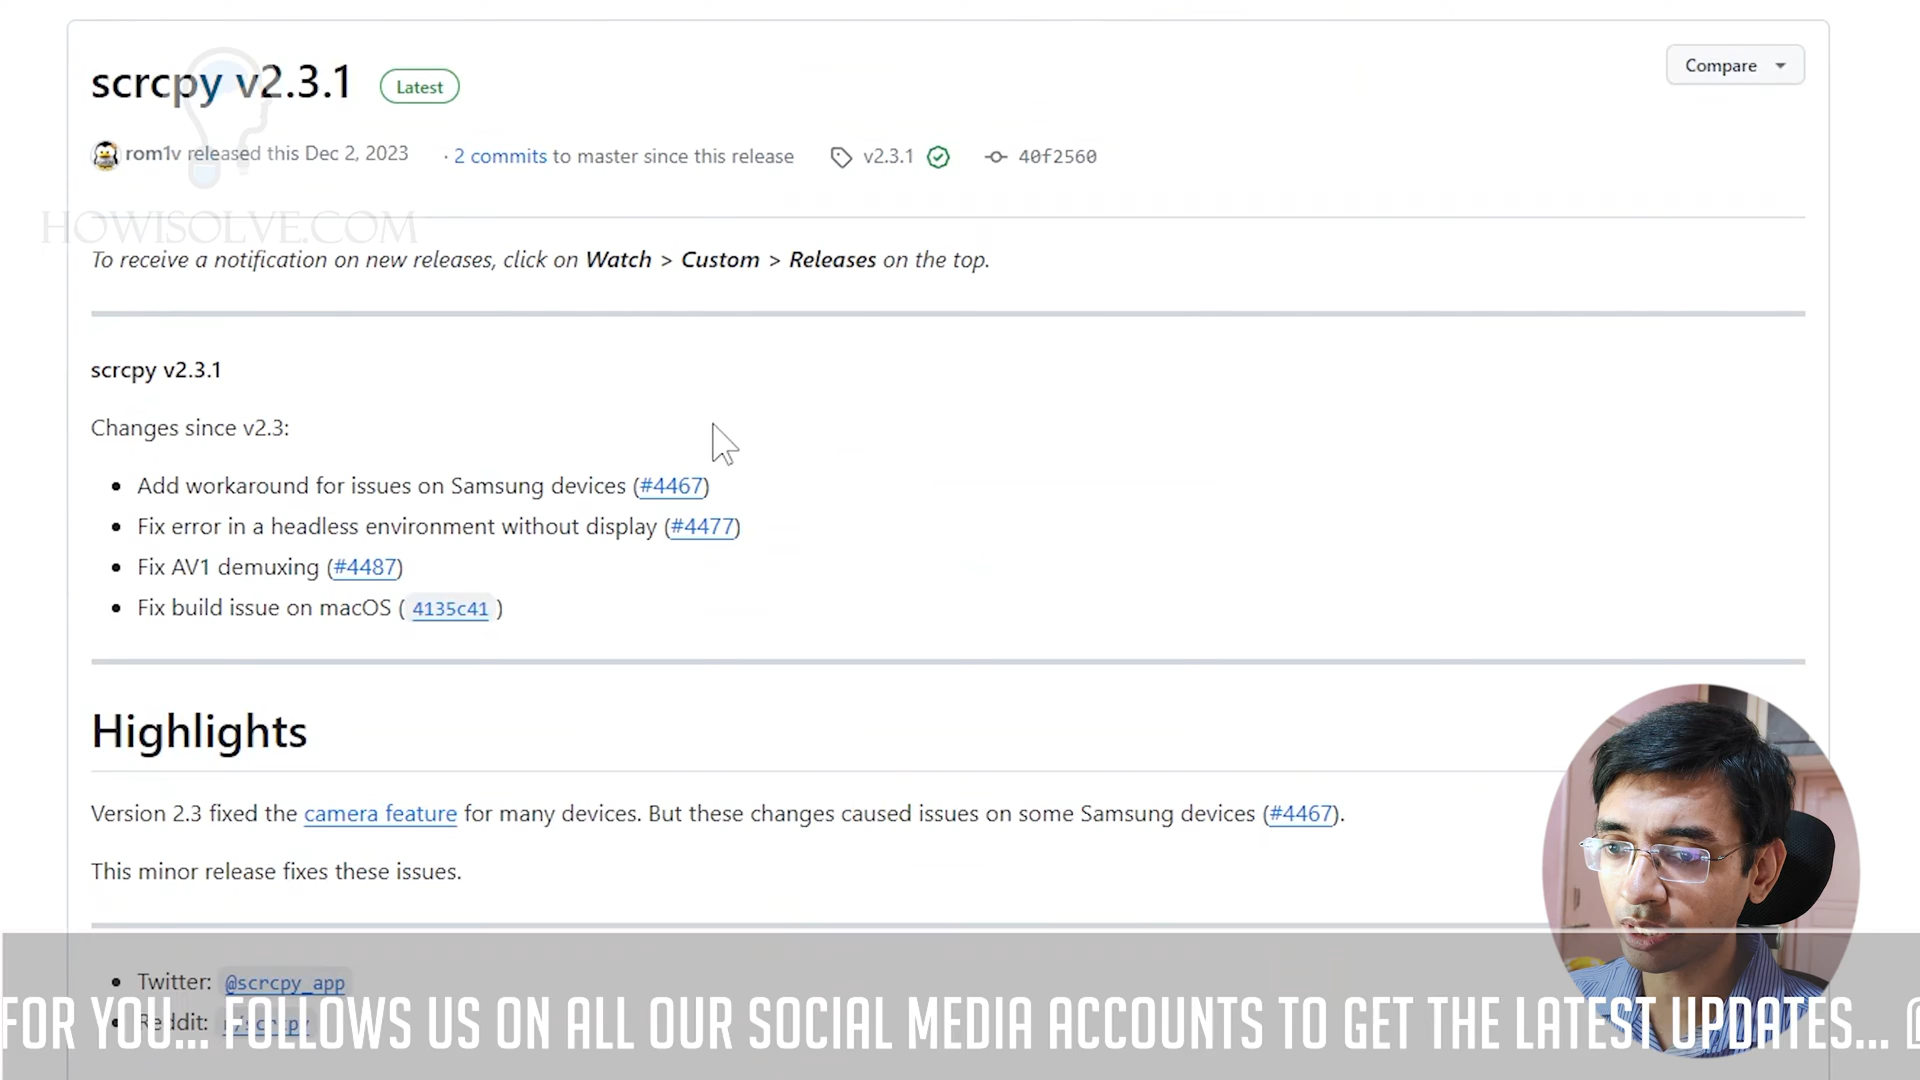 scrcpy v2.3.1 Latest Compare
rom1v released this Dec 2, 2023 · 2 commits to master since this release v2.3.1 40f2560
HOWISOLVE.COM
To receive a notification on new releases, click on Watch > Custom > Releases on the top.
scrcpy v2.3.1
Changes since v2.3:
• Add workaround for issues on Samsung devices (#4467)
• Fix error in a headless environment without display (#4477)
• Fix AV1 demuxing (#4487)
• Fix build issue on macOS ( 4135c41 )
Highlights
Version 2.3 fixed the camera feature for many devices. But these changes caused issues on some Samsung devices (#4467).
This minor release fixes these issues.
• Twitter: @scrcpy_app
• Reddit: r/scrcpy
FOR YOU... FOLLOWS US ON ALL OUR SOCIAL MEDIA ACCOUNTS TO GET THE LATEST UPDATES... @